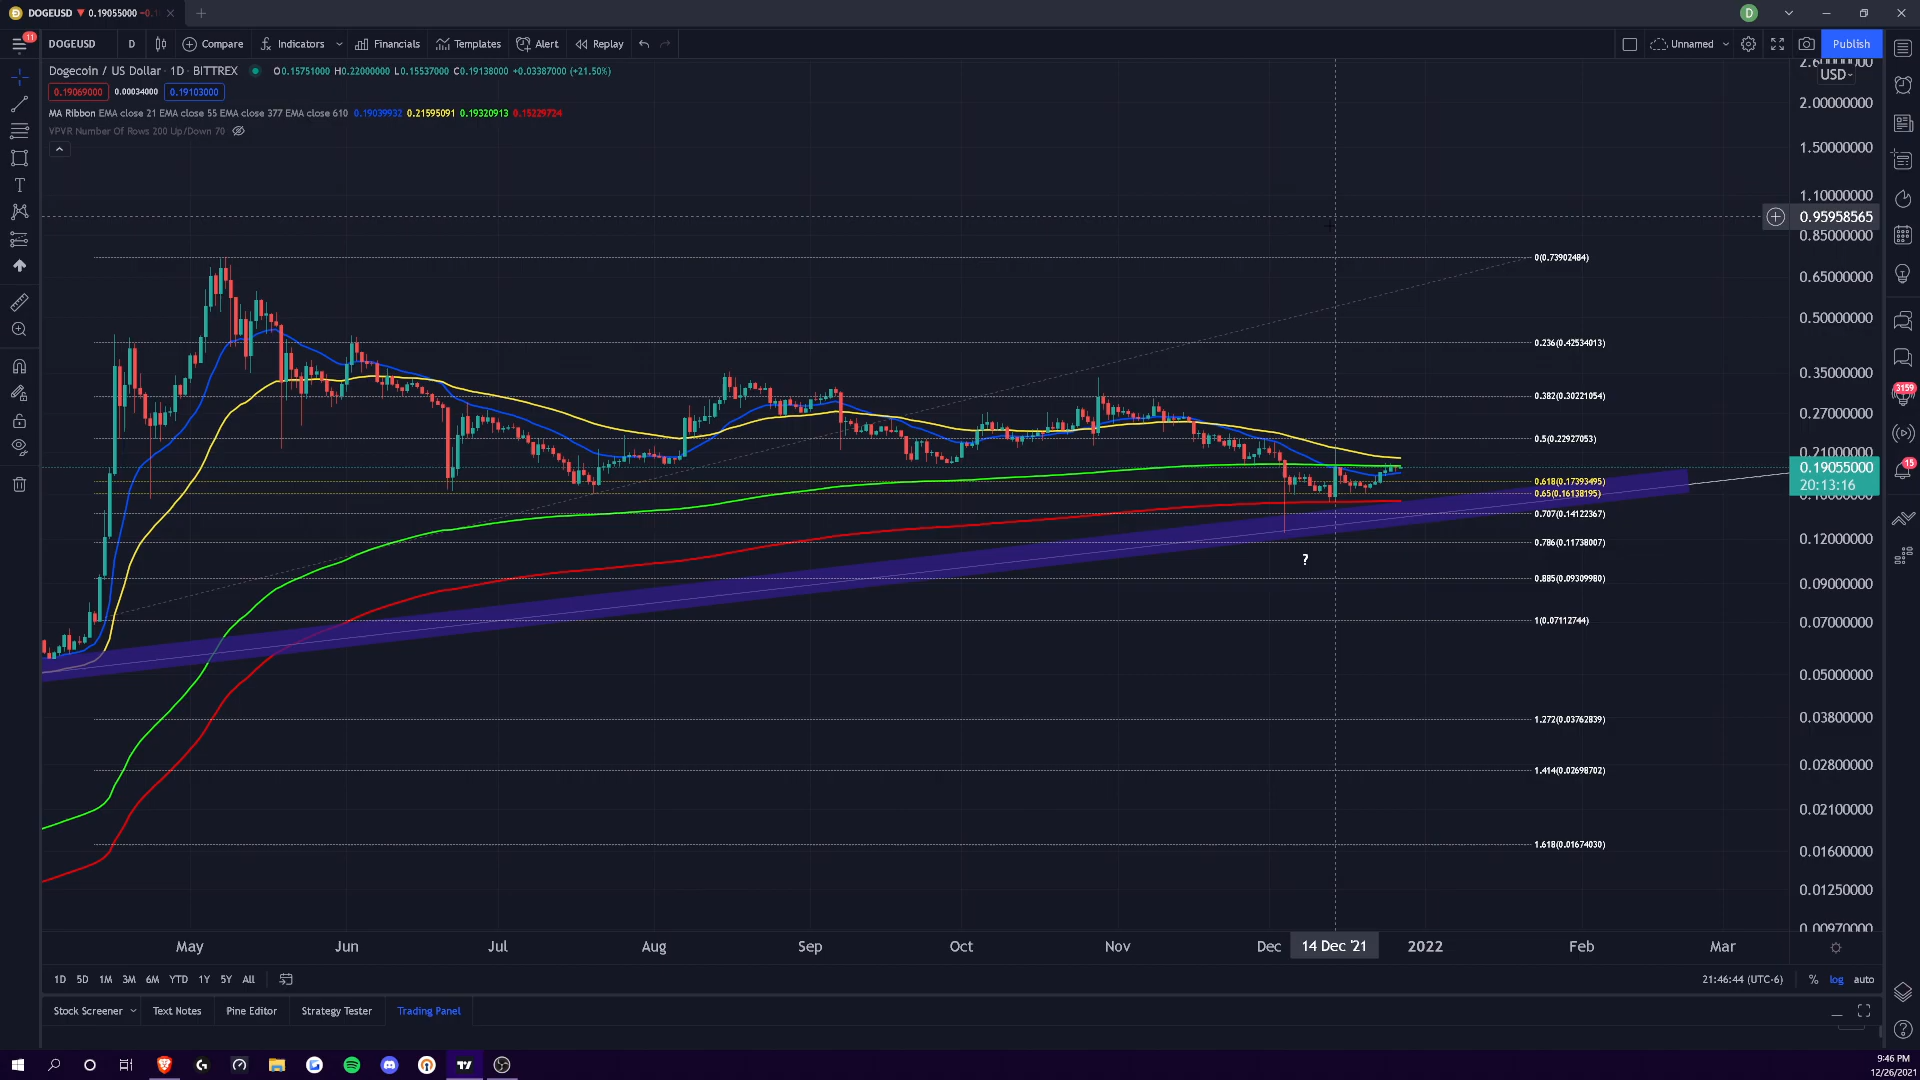 DOGEUSD ▼ 0.19055000 −0.1
D
11
DOGEUSD D Compare Indicators Financials Templates Alert Replay
Unnamed Publish
Dogecoin / US Dollar · 1D · BITTREX O0.15751000 H0.22000000 L0.15537000 C0.19138000 +0.03387000 (+21.50%)
0.19069000 0.00034000 0.19103000
MA Ribbon EMA close 21 EMA close 55 EMA close 377 EMA close 610 0.19039932 0.21595091 0.19320913 0.15229724
VPVR Number Of Rows 200 Up/Down 70
USD
2.00000000
1.50000000
1.10000000
0.95958565
0.85000000
0.65000000
0.50000000
0.35000000
0.27000000
0.21000000
0.19055000
20:13:16
0.12000000
0.09000000
0.07000000
0.05000000
0.03800000
0.02800000
0.02100000
0.01600000
0.01250000
0.00970000
0(0.73902484)
0.236(0.42534013)
0.382(0.30221054)
0.5(0.22927053)
0.618(0.17393495)
0.65(0.16138195)
0.707(0.14122367)
0.786(0.11738007)
0.885(0.09309980)
1(0.07112744)
1.272(0.03762839)
1.414(0.02698702)
1.618(0.01674030)
?
3159
15
May Jun Jul Aug Sep Oct Nov Dec 14 Dec '21 2022 Feb Mar
1D 5D 1M 3M 6M YTD 1Y 5Y All
21:46:44 (UTC-6) % log auto
Stock Screener Text Notes Pine Editor Strategy Tester Trading Panel
9:46 PM
12/26/2021